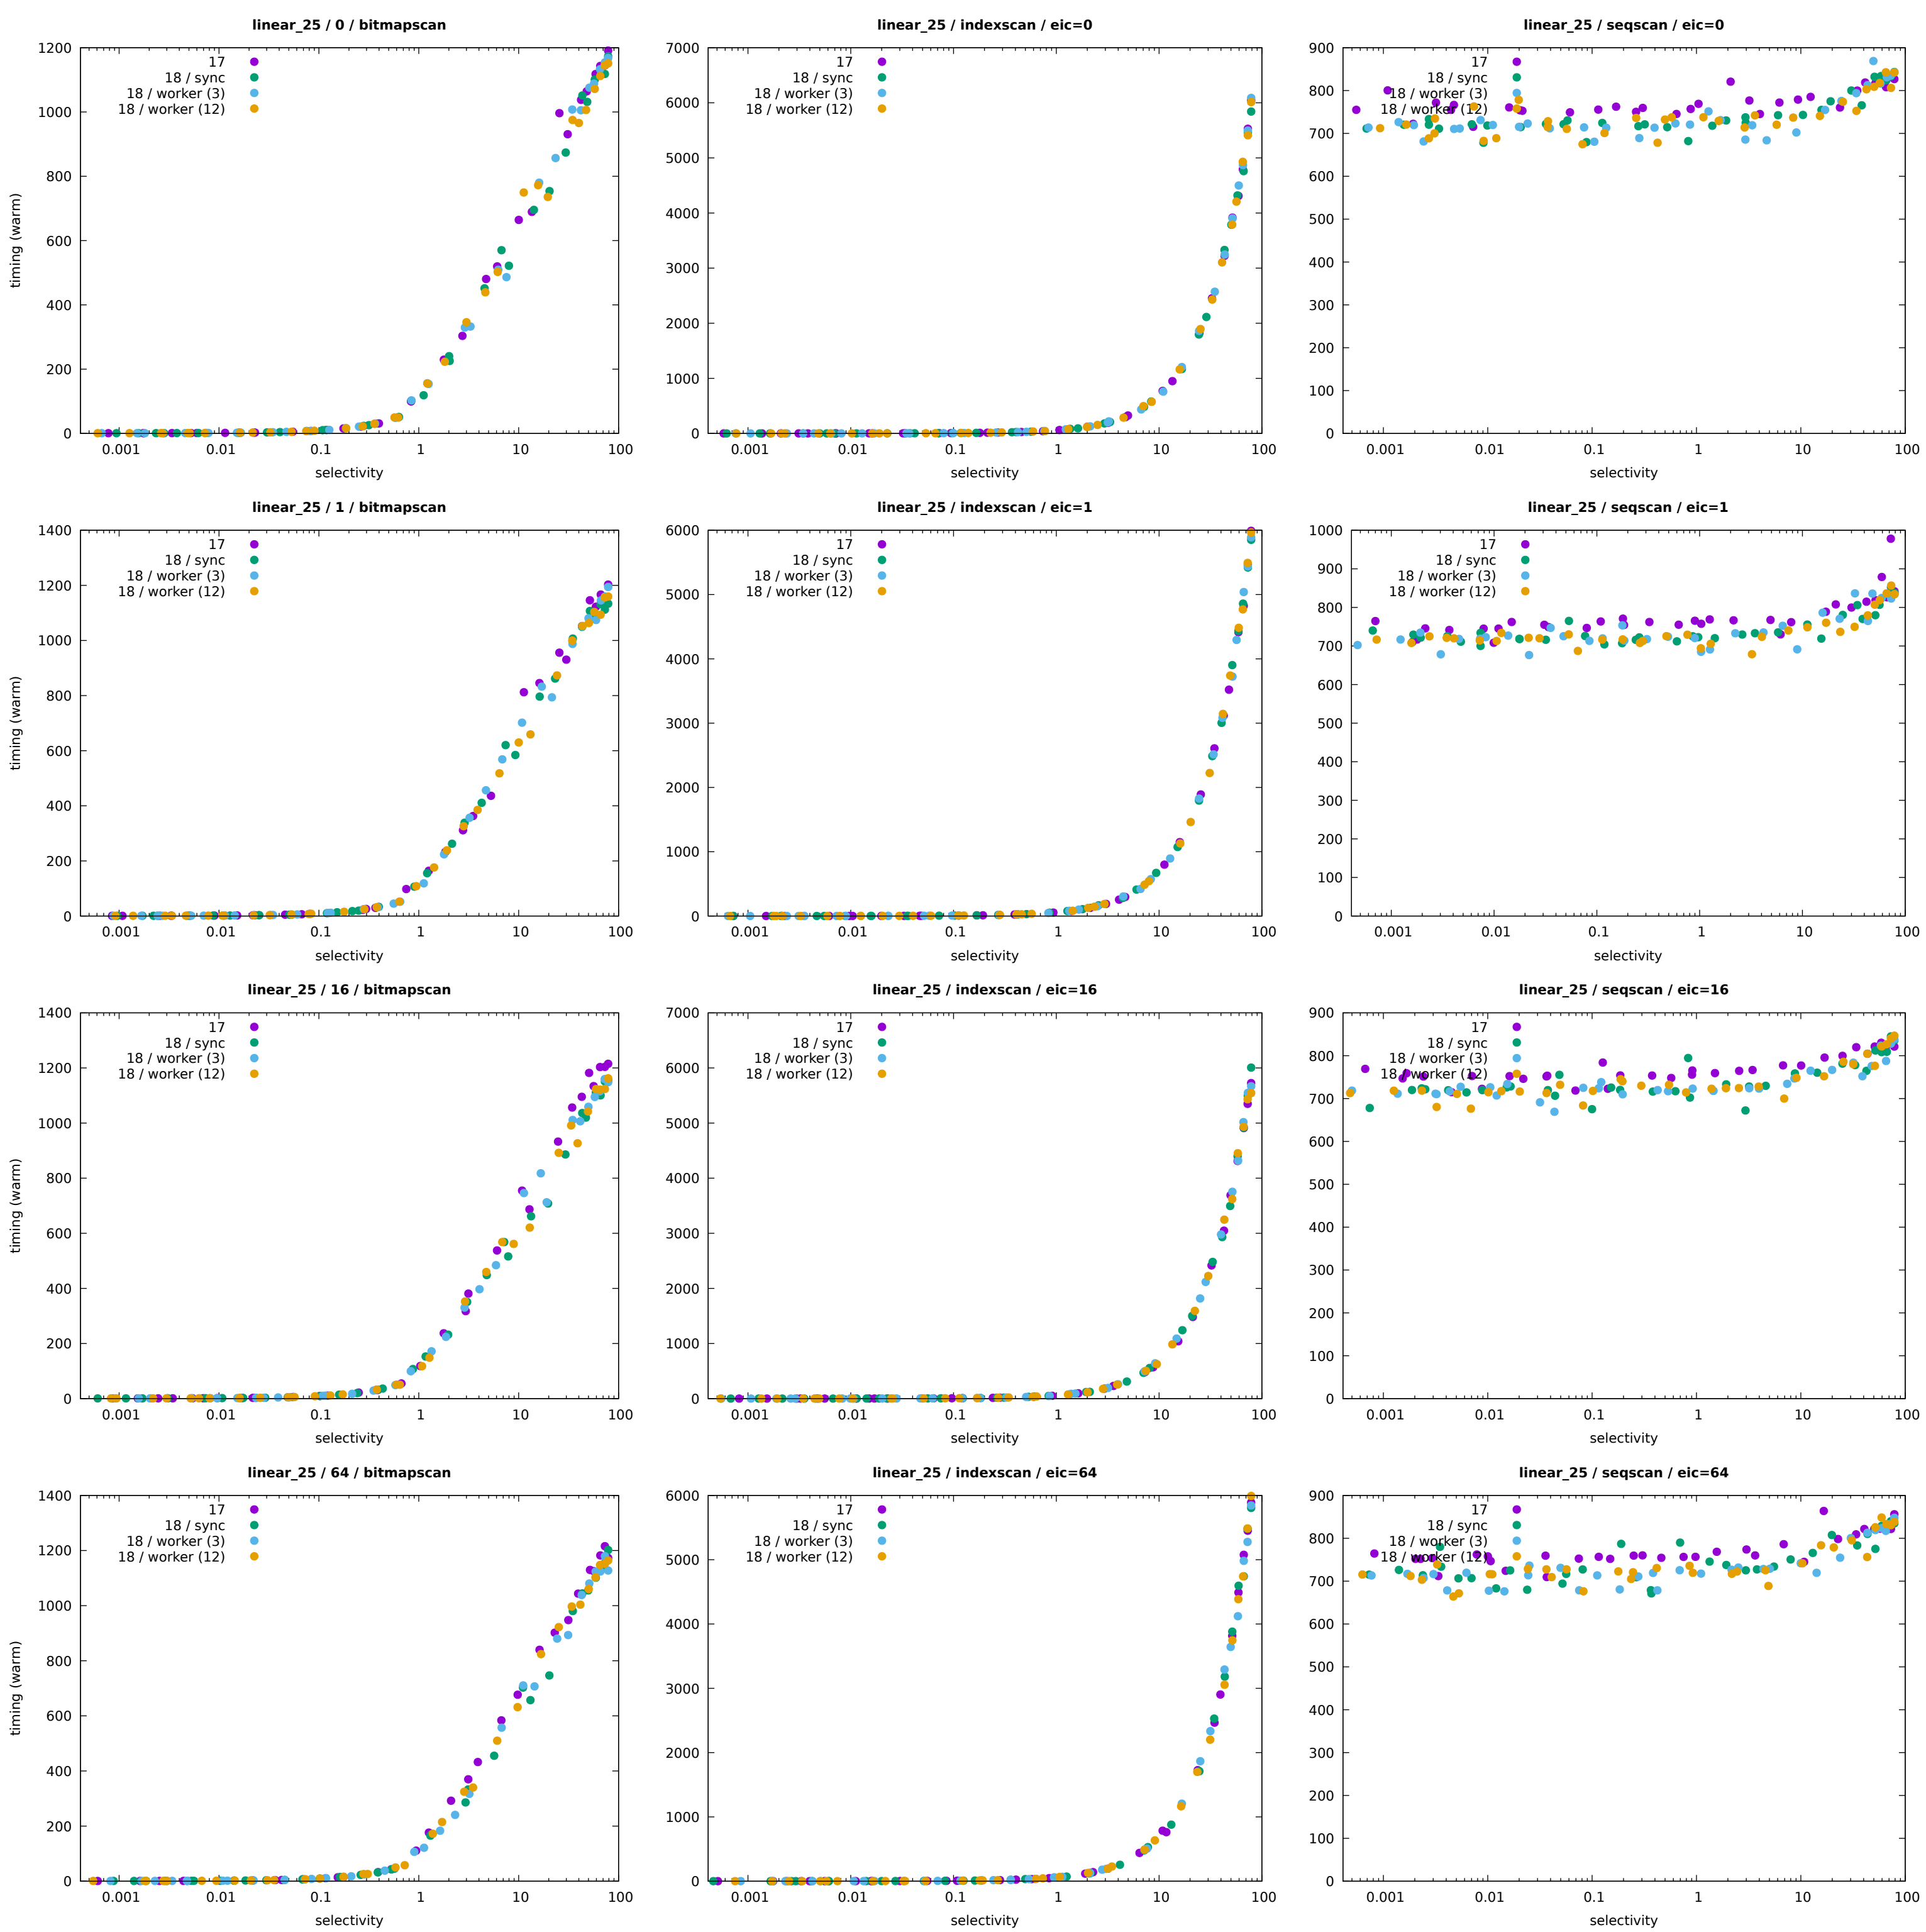 linear_25 / 0 / bitmapscan
timing (warm)
1200
1000
800
600
400
200
0
17
18 / sync
18 / worker (3)
18 / worker (12)
0.001 0.01 0.1 1 10 100
selectivity
linear_25 / indexscan / eic=0
7000
6000
5000
4000
3000
2000
1000
0
17
18 / sync
18 / worker (3)
18 / worker (12)
0.001 0.01 0.1 1 10 100
selectivity
linear_25 / seqscan / eic=0
900
800
700
600
500
400
300
200
100
0
17
18 / sync
18 / worker (3)
18 / worker (12)
0.001 0.01 0.1 1 10 100
selectivity
linear_25 / 1 / bitmapscan
timing (warm)
1400
1200
1000
800
600
400
200
0
17
18 / sync
18 / worker (3)
18 / worker (12)
0.001 0.01 0.1 1 10 100
selectivity
linear_25 / indexscan / eic=1
6000
5000
4000
3000
2000
1000
0
17
18 / sync
18 / worker (3)
18 / worker (12)
0.001 0.01 0.1 1 10 100
selectivity
linear_25 / seqscan / eic=1
1000
900
800
700
600
500
400
300
200
100
0
17
18 / sync
18 / worker (3)
18 / worker (12)
0.001 0.01 0.1 1 10 100
selectivity
linear_25 / 16 / bitmapscan
timing (warm)
1400
1200
1000
800
600
400
200
0
17
18 / sync
18 / worker (3)
18 / worker (12)
0.001 0.01 0.1 1 10 100
selectivity
linear_25 / indexscan / eic=16
7000
6000
5000
4000
3000
2000
1000
0
17
18 / sync
18 / worker (3)
18 / worker (12)
0.001 0.01 0.1 1 10 100
selectivity
linear_25 / seqscan / eic=16
900
800
700
600
500
400
300
200
100
0
17
18 / sync
18 / worker (3)
18 / worker (12)
0.001 0.01 0.1 1 10 100
selectivity
linear_25 / 64 / bitmapscan
timing (warm)
1400
1200
1000
800
600
400
200
0
17
18 / sync
18 / worker (3)
18 / worker (12)
0.001 0.01 0.1 1 10 100
selectivity
linear_25 / indexscan / eic=64
6000
5000
4000
3000
2000
1000
0
17
18 / sync
18 / worker (3)
18 / worker (12)
0.001 0.01 0.1 1 10 100
selectivity
linear_25 / seqscan / eic=64
900
800
700
600
500
400
300
200
100
0
17
18 / sync
18 / worker (3)
18 / worker (12)
0.001 0.01 0.1 1 10 100
selectivity